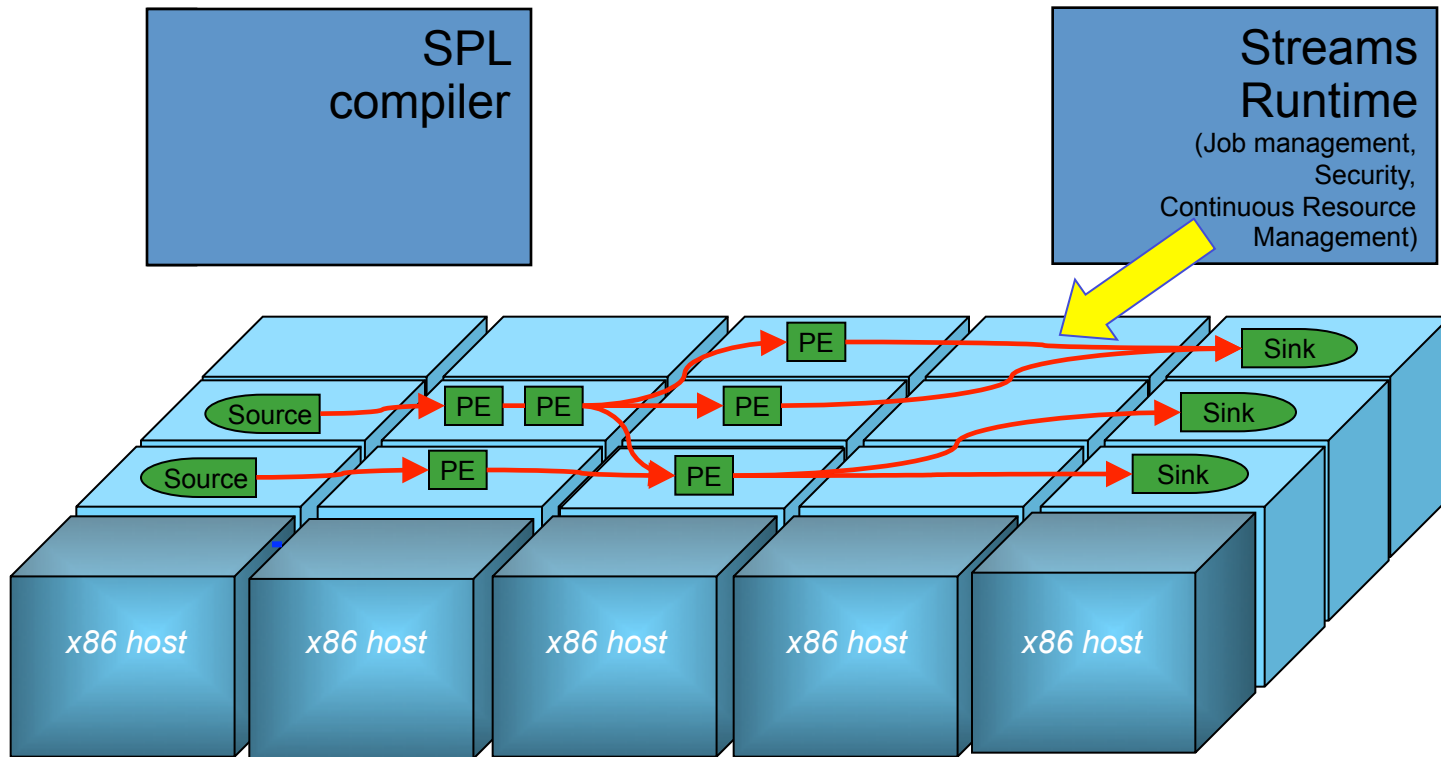 SPL
compiler
Streams
Runtime
(Job management,
Security,
Continuous Resource
Management)
PE
Sink
Source
PE
PE
PE
Sink
Source
PE
PE
Sink
x86 host
x86 host
x86 host
x86 host
x86 host